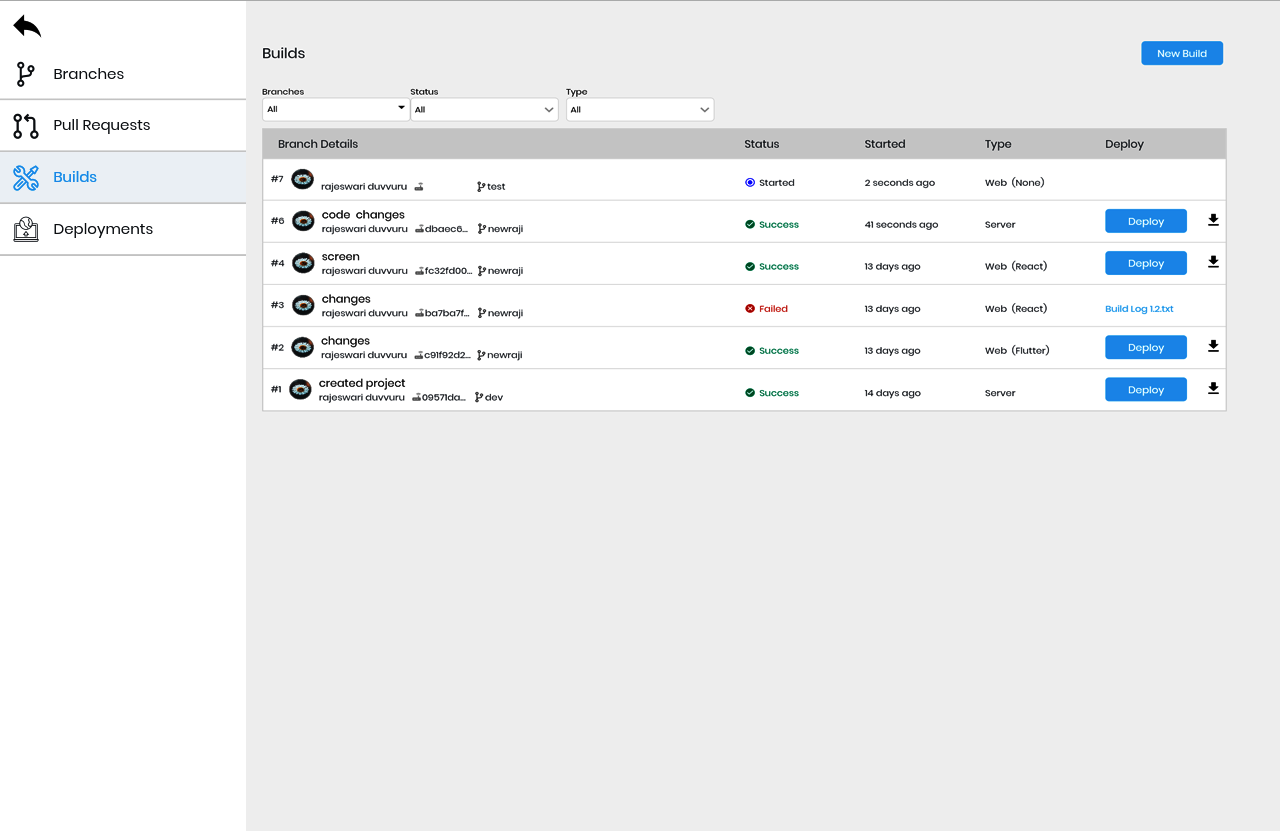 Branches
Pull Requests
Builds
Deployments
Builds
New Build
Branches Status Type
All All All
Branch Details Status Started Type Deploy
#7 rajeswari duvvuru test Started 2 seconds ago Web (None)
code changes
#6 rajeswari duvvuru dbaec6... newraji Success 41 seconds ago Server Deploy
screen
#4 rajeswari duvvuru fc32fd00... newraji Success 13 days ago Web (React) Deploy
changes
#3 rajeswari duvvuru ba7ba7f... newraji Failed 13 days ago Web (React) Build Log 1.2.txt
changes
#2 rajeswari duvvuru c91f92d2... newraji Success 13 days ago Web (Flutter) Deploy
created project
#1 rajeswari duvvuru 09571da... dev Success 14 days ago Server Deploy